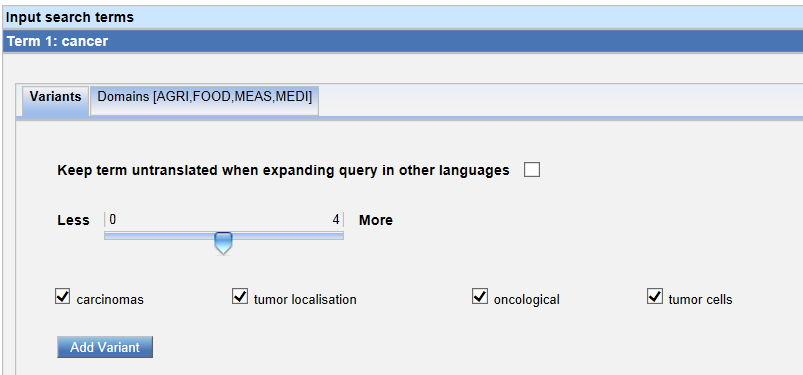 Input search terms
Term 1: cancer
Variants Domains [AGRI,FOOD,MEAS,MEDI]
Keep term untranslated when expanding query in other languages
Less 0 4 More
carcinomas tumor localisation oncological tumor cells
Add Variant